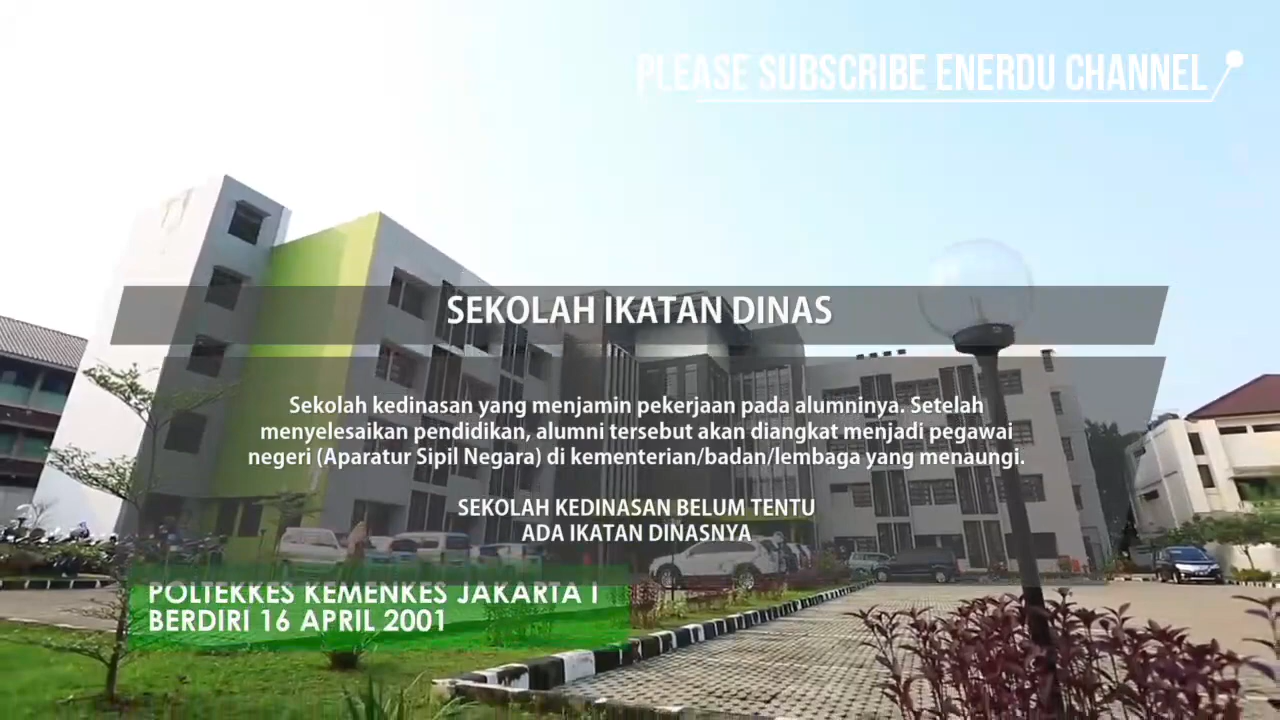 PLEASE SUBSCRIBE ENERDU CHANNEL
SEKOLAH IKATAN DINAS
Sekolah kedinasan yang menjamin pekerjaan pada alumninya. Setelah
menyelesaikan pendidikan, alumni tersebut akan diangkat menjadi pegawai
negeri (Aparatur Sipil Negara) di kementerian/badan/lembaga yang menaungi.
SEKOLAH KEDINASAN BELUM TENTU
ADA IKATAN DINASNYA
POLTEKKES KEMENKES JAKARTA I
BERDIRI 16 APRIL 2001